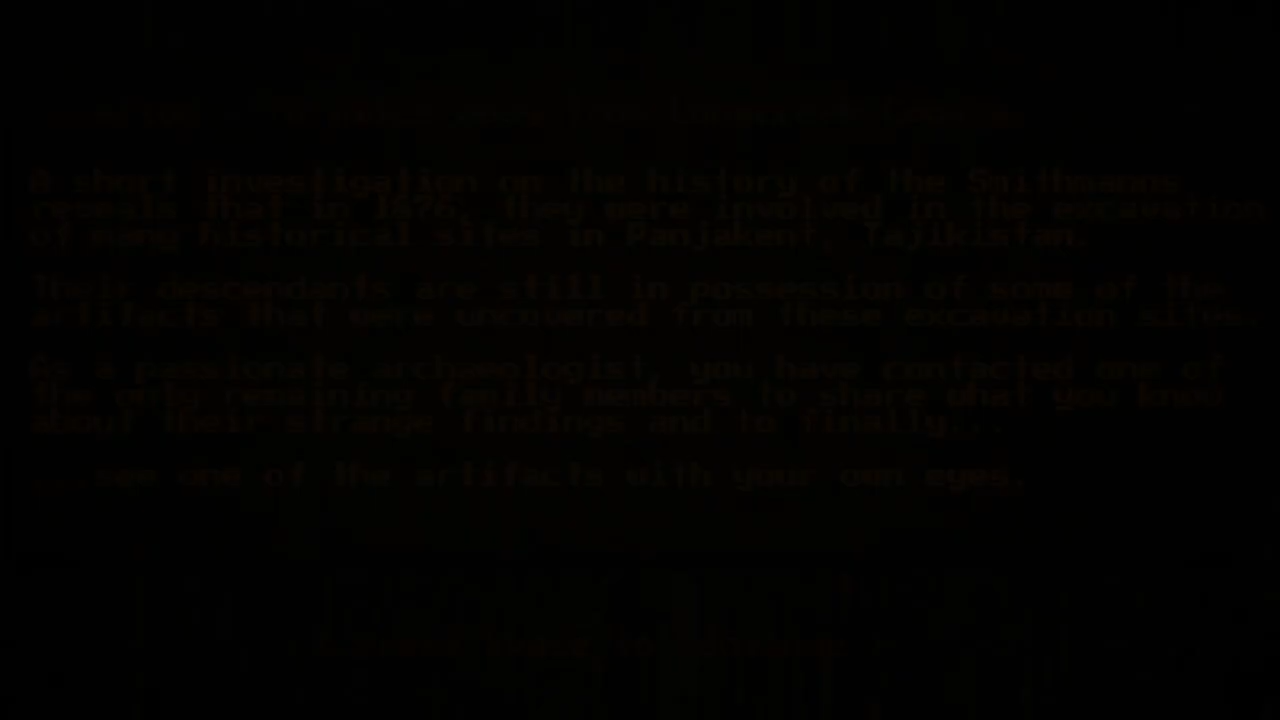 A short investigation on the history of the Smithmanns
reveals that in 1676, they were involved in the excavation
of many historical sites in Panjakent, Tajikistan.
Their descendants are still in possession of some of the
artifacts that were uncovered from these excavation sites.
As a passionate archaeologist, you have contacted one of
the only remaining family members to share what you know
about their strange findings and to finally...
...see one of the artifacts with your own eyes.